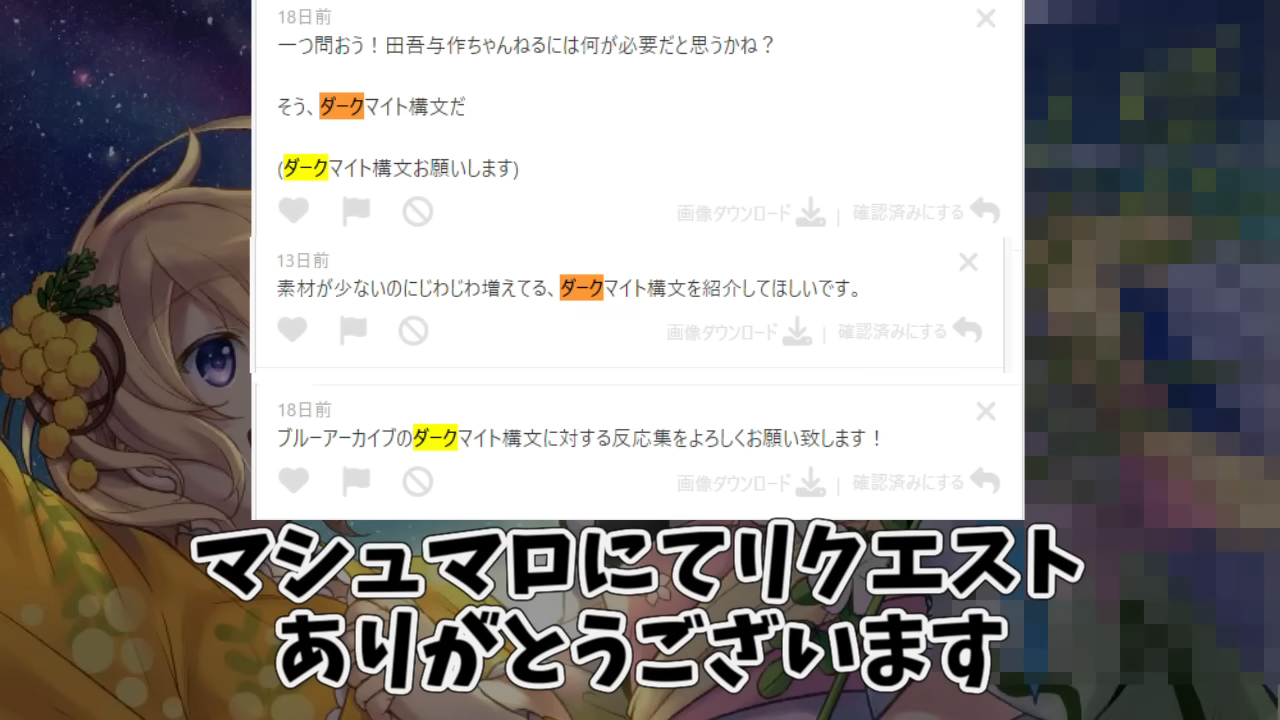 18日前
一つ問おう！田吾与作ちゃんねるには何が必要だと思うかね？
そう、ダークマイト構文だ
(ダークマイト構文お願いします)
画像ダウンロード | 確認済みにする
13日前
素材が少ないのにじわじわ増えてる、ダークマイト構文を紹介してほしいです。
画像ダウンロード | 確認済みにする
18日前
ブルーアーカイブのダークマイト構文に対する反応集をよろしくお願い致します！
画像ダウンロード | 確認済みにする
マシュマロにてリクエスト
ありがとうございます